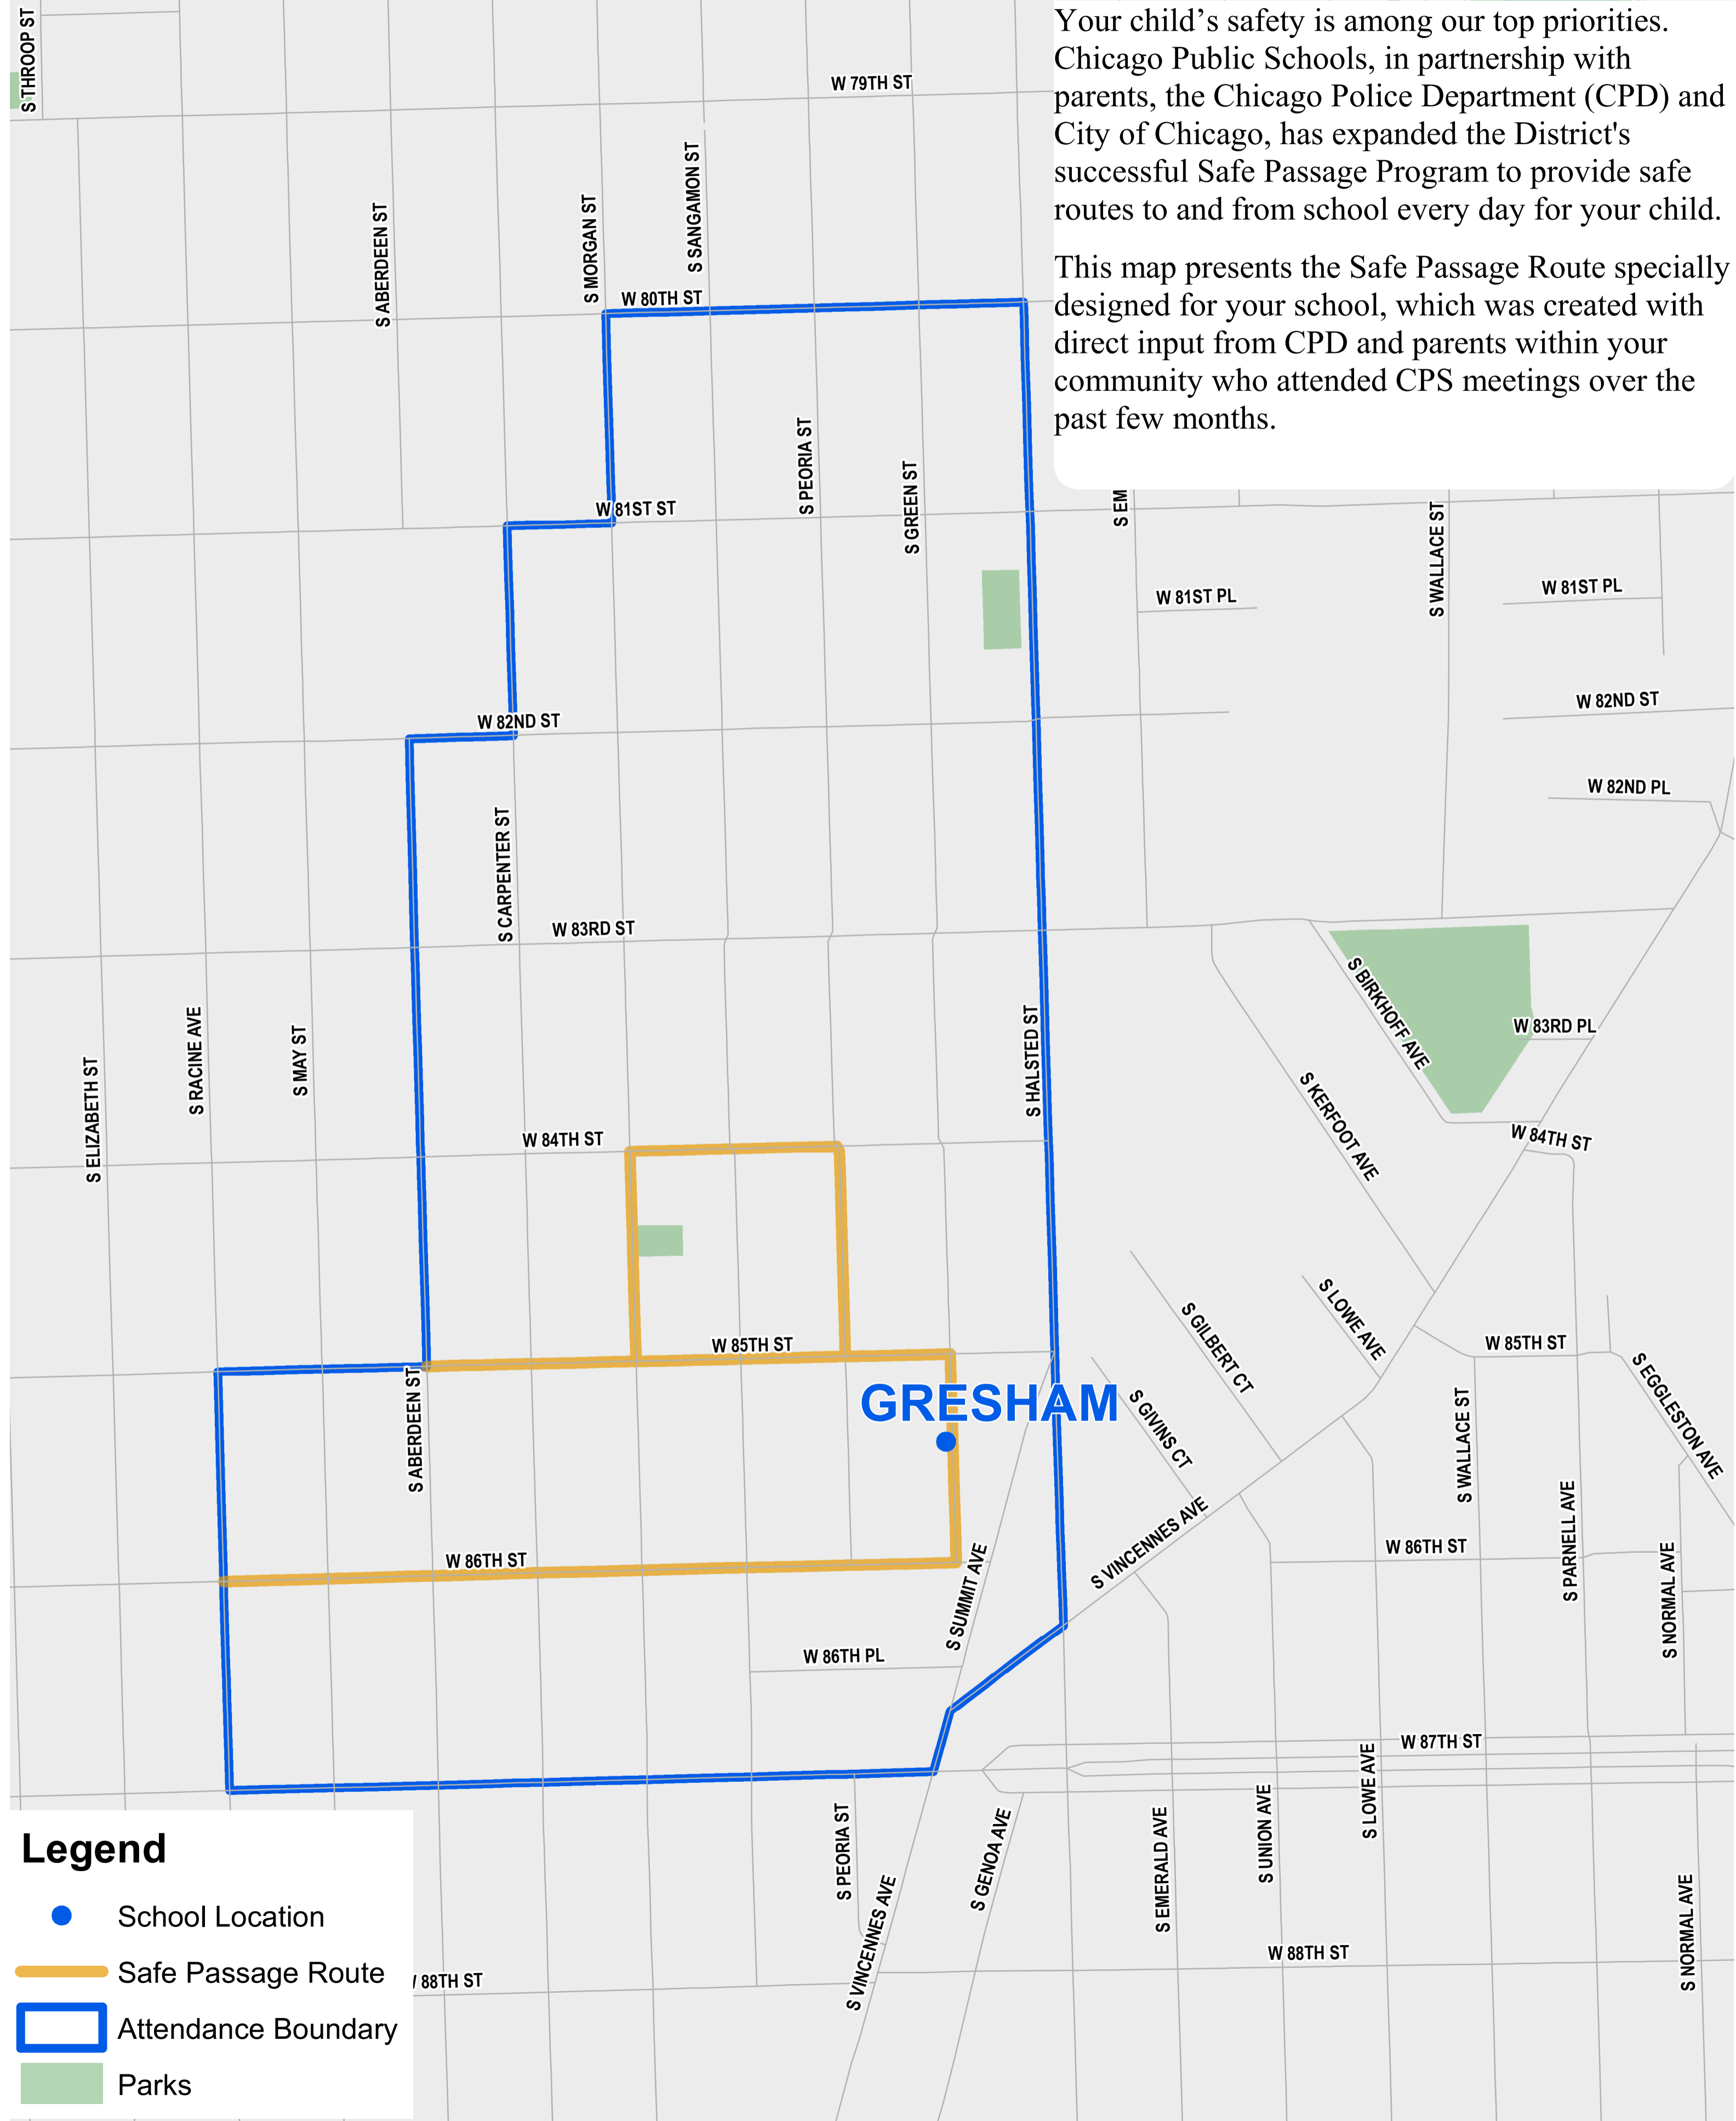 Your child’s safety is among our top priorities.
Chicago Public Schools, in partnership with
parents, the Chicago Police Department (CPD) and
City of Chicago, has expanded the District's
successful Safe Passage Program to provide safe
routes to and from school every day for your child.
This map presents the Safe Passage Route specially
designed for your school, which was created with
direct input from CPD and parents within your
community who attended CPS meetings over the
past few months.
S THROOP ST
W 79TH ST
S ABERDEEN ST
S MORGAN ST
S SANGAMON ST
W 80TH ST
S PEORIA ST
S GREEN ST
W 81ST ST
S EM
S WALLACE ST
W 81ST PL
W 81ST PL
W 82ND ST
W 82ND ST
W 82ND PL
S CARPENTER ST
W 83RD ST
S BIRKHOFF AVE
W 83RD PL
S ELIZABETH ST
S RACINE AVE
S MAY ST
S HALSTED ST
S KERFOOT AVE
W 84TH ST
W 84TH ST
W 85TH ST
S GILBERT CT
S LOWE AVE
W 85TH ST
S EGGLESTON AVE
S ABERDEEN ST
GRESHAM
S GIVINS CT
S WALLACE ST
S VINCENNES AVE
S PARNELL AVE
W 86TH ST
W 86TH ST
S SUMMIT AVE
S NORMAL AVE
W 86TH PL
W 87TH ST
S PEORIA ST
S GENOA AVE
S EMERALD AVE
S UNION AVE
S LOWE AVE
S VINCENNES AVE
S NORMAL AVE
88TH ST
W 88TH ST
Legend
School Location
Safe Passage Route
Attendance Boundary
Parks